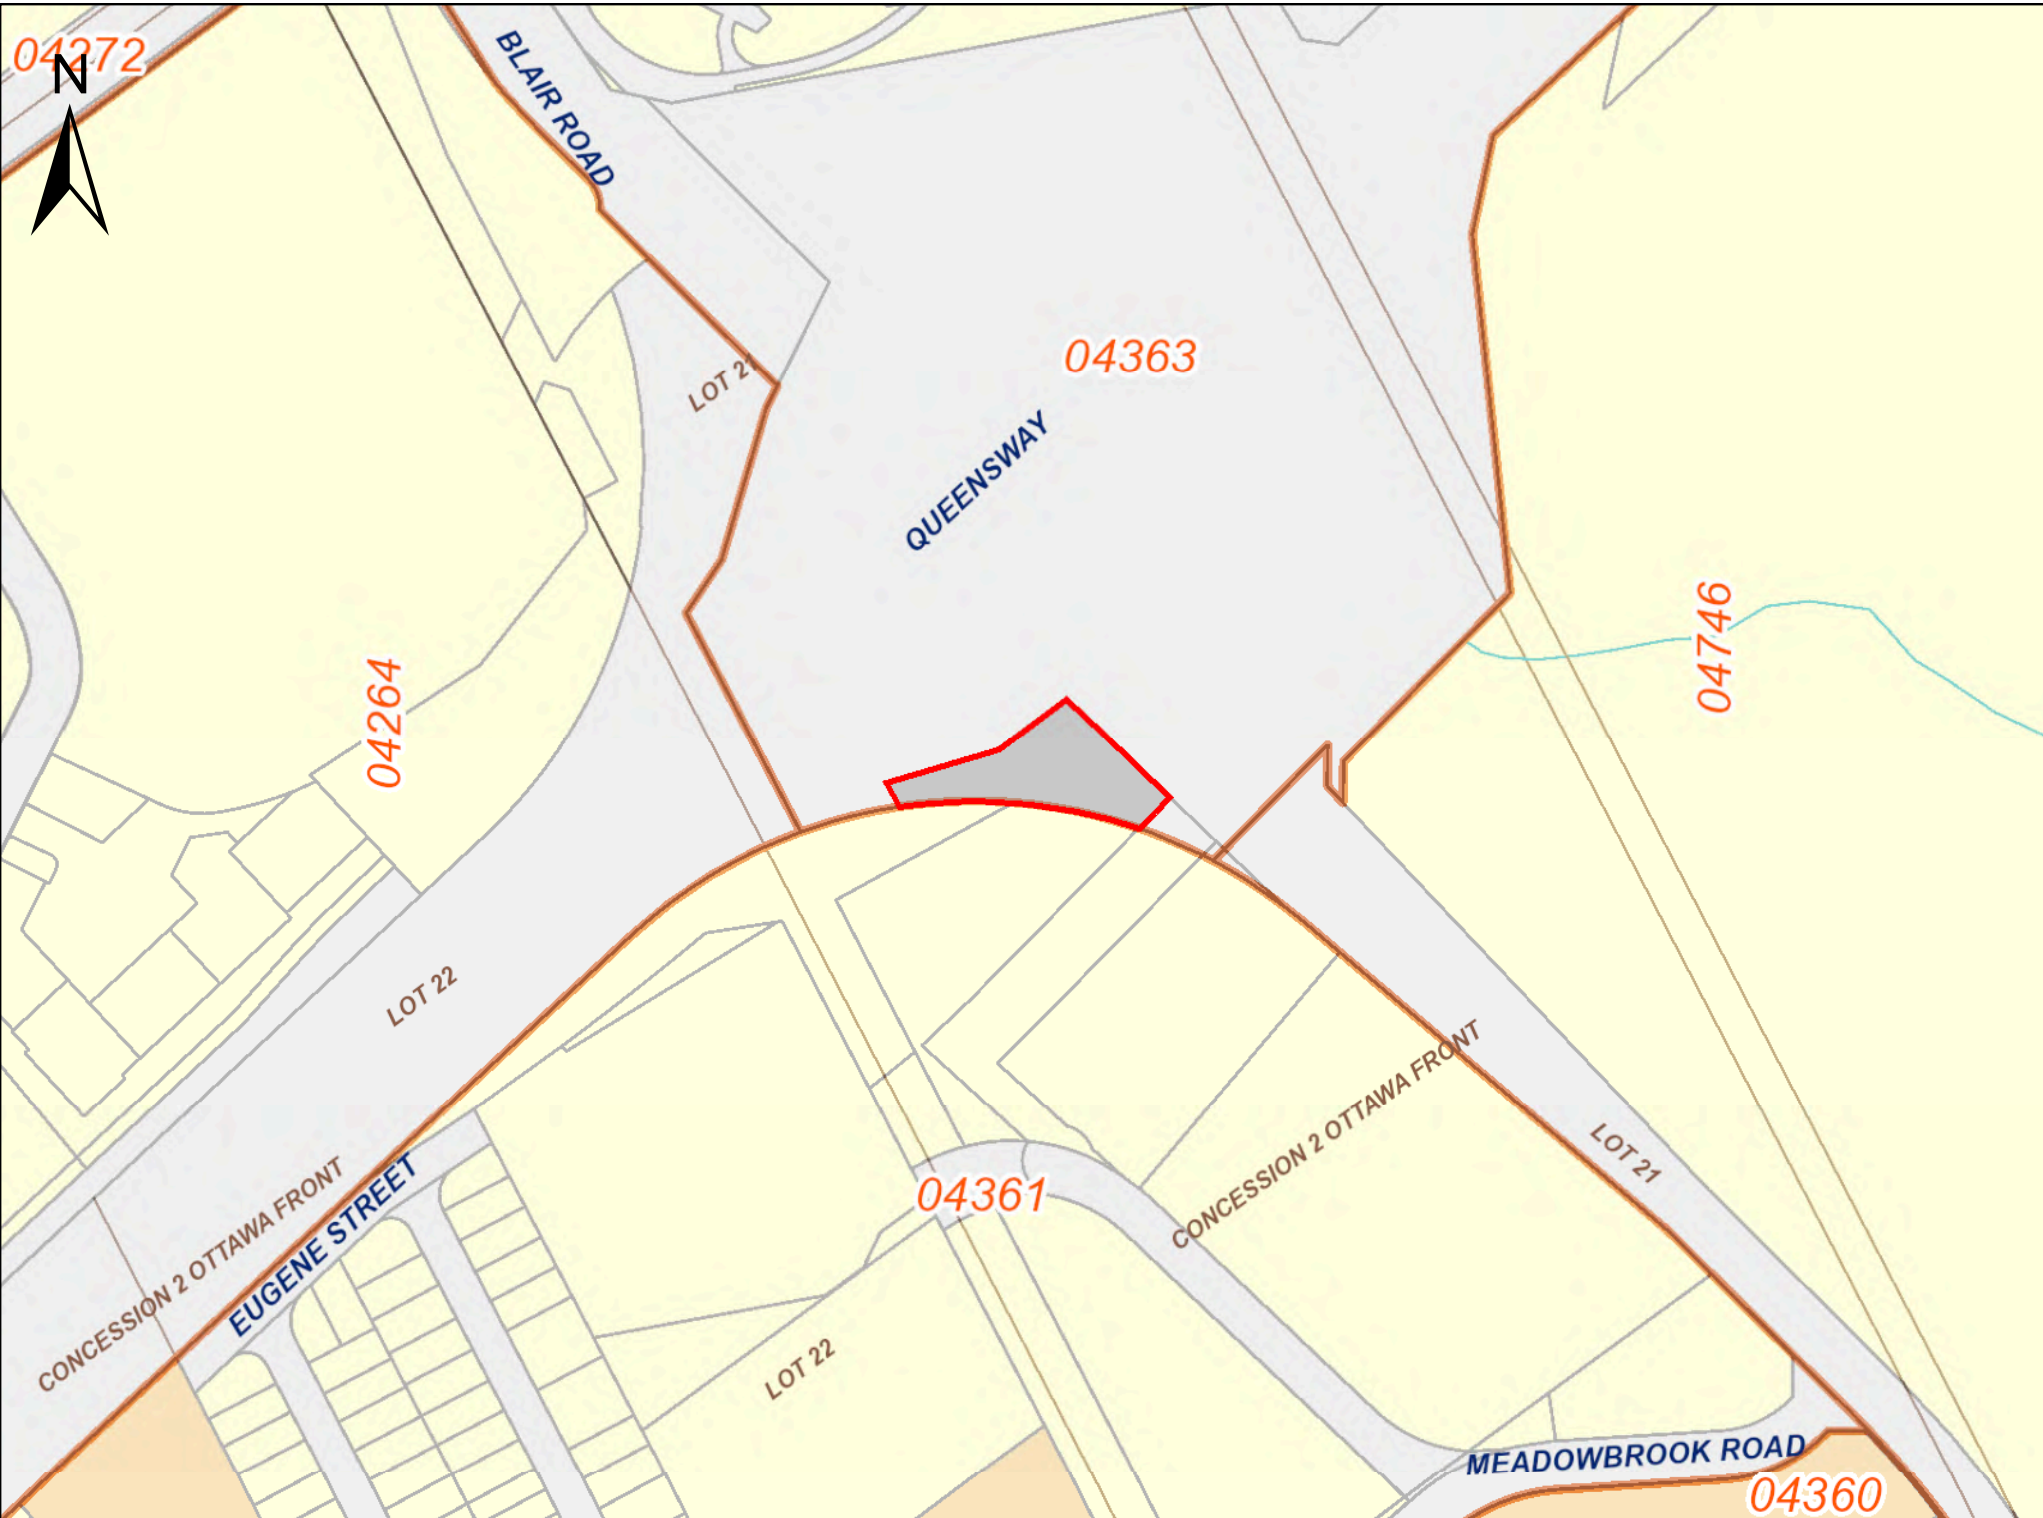 04272
N
BLAIR ROAD
04363
LOT 21
QUEENSWAY
04746
04264
LOT 22
CONCESSION 2 OTTAWA FRONT
LOT 21
CONCESSION 2 OTTAWA FRONT
EUGENE STREET
04361
LOT 22
MEADOWBROOK ROAD
04360